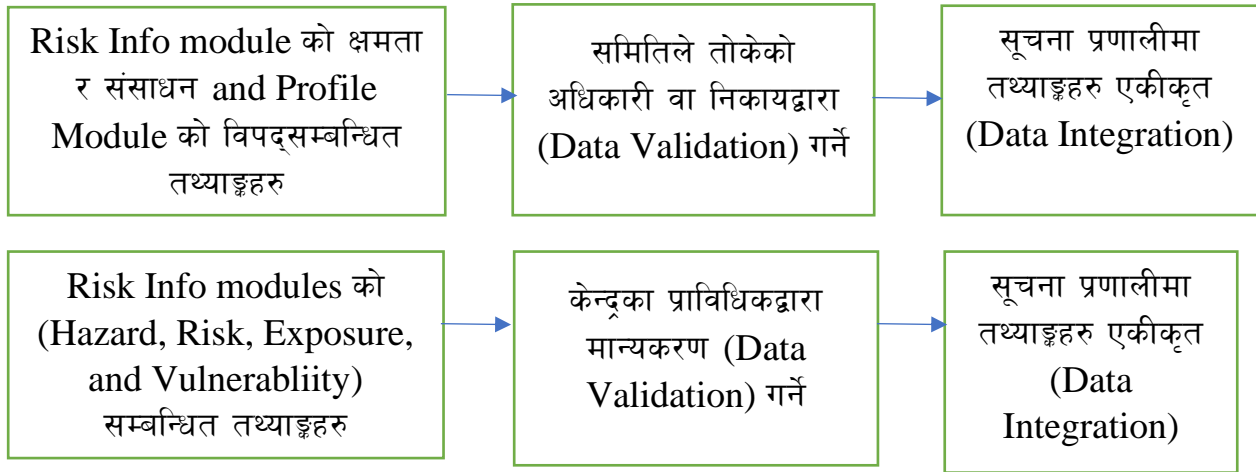 Risk Info module को क्षमता
र संसाधन and Profile
Module को विपद्सम्बन्धित
तथ्याङ्कहरु
समितिले तोकेको
अधिकारी वा निकायद्वारा
(Data Validation) गर्ने
सूचना प्रणालीमा
तथ्याङ्कहरु एकीकृत
(Data Integration)
Risk Info modules को
(Hazard, Risk, Exposure,
and Vulnerabliity)
सम्बन्धित तथ्याङ्कहरु
केन्द्रका प्राविधिकद्वारा
मान्यकरण (Data
Validation) गर्ने
सूचना प्रणालीमा
तथ्याङ्कहरु एकीकृत
(Data
Integration)